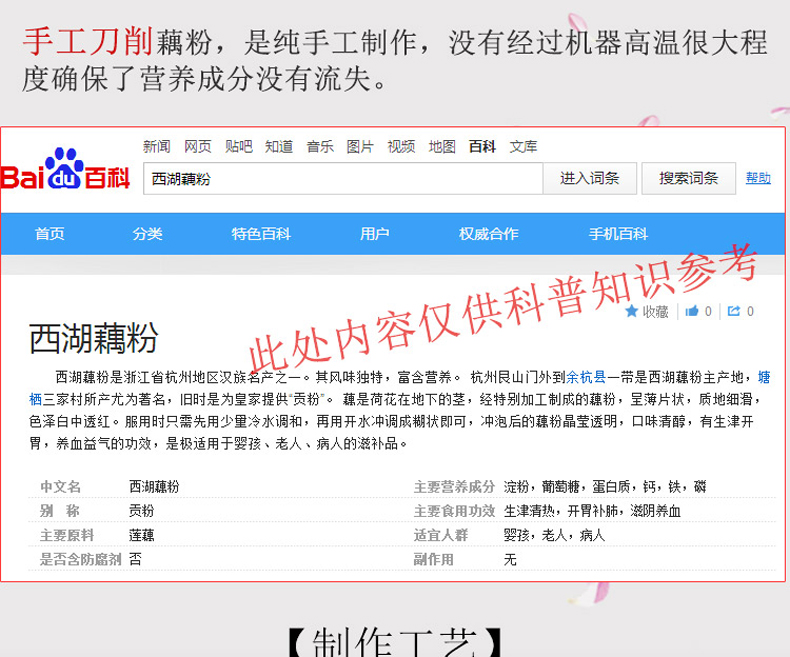 手工刀削藕粉，是纯手工制作，没有经过机器高温很大程
度确保了营养成分没有流失。
新闻 网页 贴吧 知道 音乐 图片 视频 地图 百科 文库
Bai du 百科 西湖藕粉 进入词条 搜索词条 帮助
首页 分类 特色百科 用户 权威合作 手机百科
此处内容仅供科普知识参考
收藏 0 0
西湖藕粉
西湖藕粉是浙江省杭州地区汉族名产之一。其风味独特，富含营养。 杭州艮山门外到余杭县一带是西湖藕粉主产地，塘
栖三家村所产尤为著名，旧时是为皇家提供“贡粉”。 藕是荷花在地下的茎，经特别加工制成的藕粉，呈薄片状，质地细滑，
色泽白中透红。服用时只需先用少量冷水调和，再用开水冲调成糊状即可，冲泡后的藕粉晶莹透明，口味清醇，有生津开
胃，养血益气的功效，是极适用于婴孩、老人、病人的滋补品。
中文名 西湖藕粉 主要营养成分 淀粉，葡萄糖，蛋白质，钙，铁，磷
别 称 贡粉 主要食用功效 生津清热，开胃补肺，滋阴养血
主要原料 莲藕 适宜人群 婴孩，老人，病人
是否含防腐剂 否 副作用 无
【制作工艺】